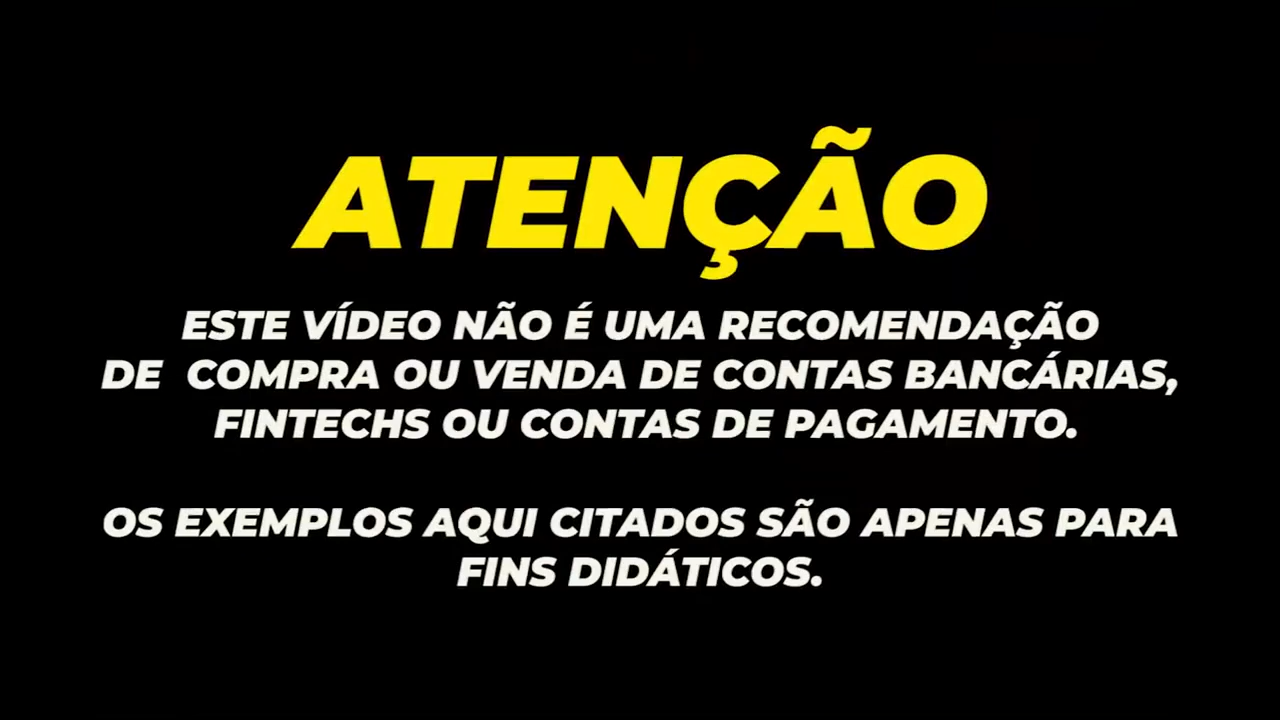 ATENÇÃO
ESTE VÍDEO NÃO É UMA RECOMENDAÇÃO
DE COMPRA OU VENDA DE CONTAS BANCÁRIAS,
FINTECHS OU CONTAS DE PAGAMENTO.
OS EXEMPLOS AQUI CITADOS SÃO APENAS PARA
FINS DIDÁTICOS.